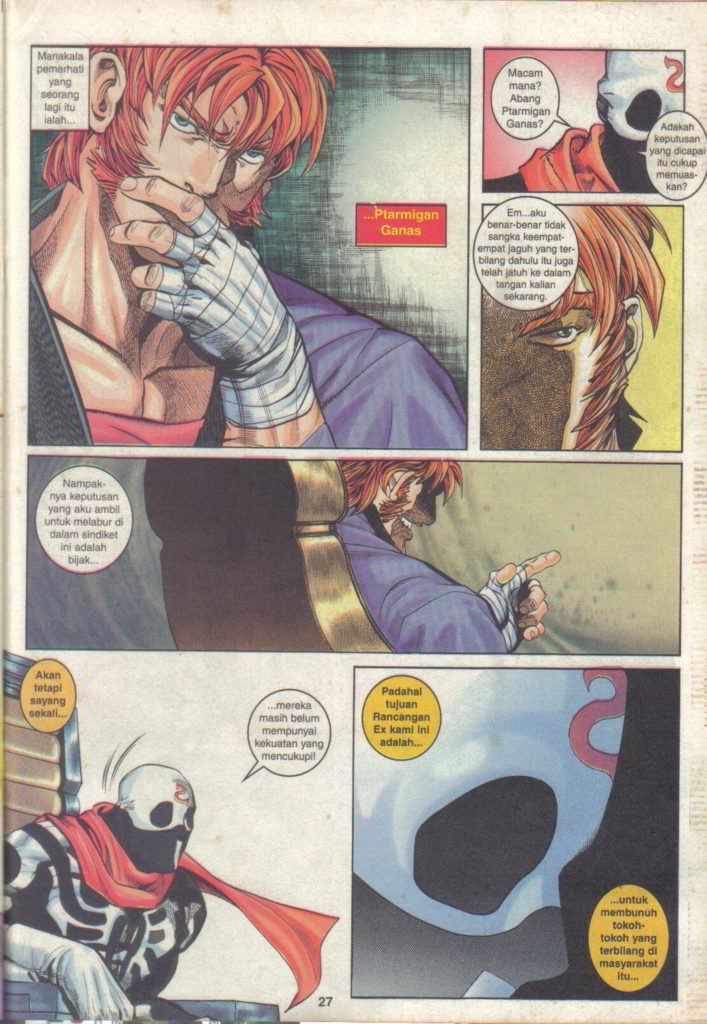 Manakala
pemerhati
yang
seorang
lagi itu
ialah...
...Ptarmigan
Ganas
Macam
mana?
Abang
Ptarmigan
Ganas?
Adakah
keputusan
yang dicapai
itu cukup
memuas-
kan?
Em...aku
benar-benar tidak
sangka keempat-
empat jaguh yang ter-
bilang dahulu itu juga
telah jatuh ke dalam
tangan kalian
sekarang.
Nampak-
nya keputusan
yang aku ambil
untuk melabur di
dalam sindiket
ini adalah
bijak...
Akan
tetapi
sayang
sekali...
...mereka
masih belum
mempunyai
kekuatan yang
mencukupi!
Padahal
tujuan
Rancangan
Ex kami ini
adalah...
...untuk
membunuh
tokoh-
tokoh yang
terbilang di
masyarakat
itu...
27